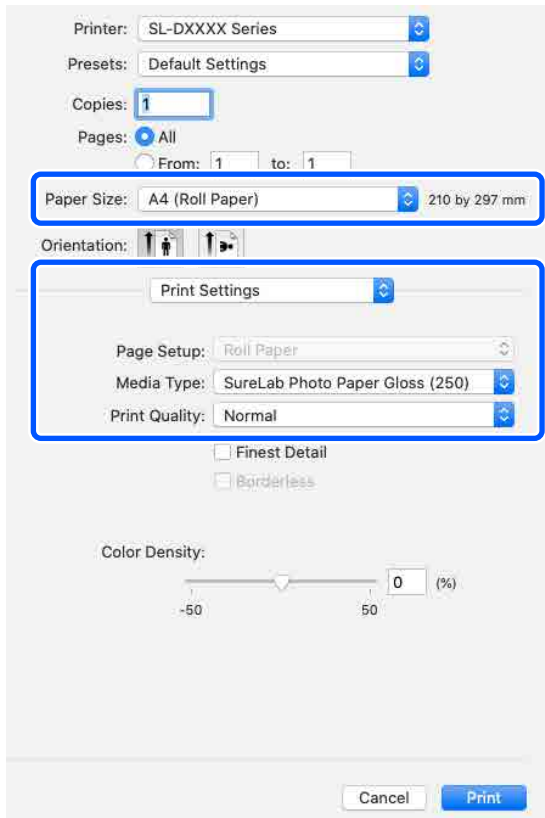 Printer: SL-DXXXX Series
Presets: Default Settings
Copies: 1
Pages: All
From: 1 to: 1
Paper Size: A4 (Roll Paper) 210 by 297 mm
Orientation:
Print Settings
Page Setup: Roll Paper
Media Type: SureLab Photo Paper Gloss (250)
Print Quality: Normal
Finest Detail
Borderless
Color Density:
0 (%)
-50 50
Cancel Print